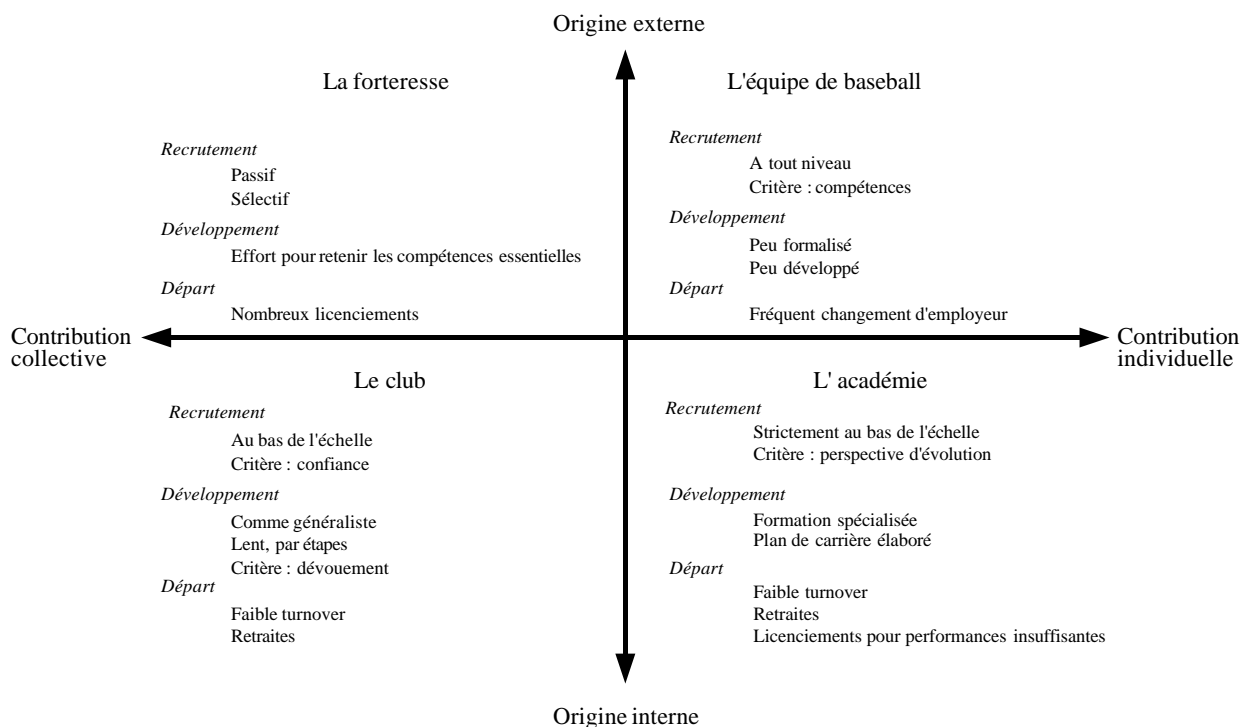 Origine externe
La forteresse
Recrutement
Passif
Sélectif
Développement
Effort pour retenir les compétences essentielles
Départ
Nombreux licenciements
L'équipe de baseball
Recrutement
A tout niveau
Critère : compétences
Développement
Peu formalisé
Peu développé
Départ
Fréquent changement d'employeur
Contribution
collective
Contribution
individuelle
Le club
Recrutement
Au bas de l'échelle
Critère : confiance
Développement
Comme généraliste
Lent, par étapes
Critère : dévouement
Départ
Faible turnover
Retraites
L' académie
Recrutement
Strictement au bas de l'échelle
Critère : perspective d'évolution
Développement
Formation spécialisée
Plan de carrière élaboré
Départ
Faible turnover
Retraites
Licenciements pour performances insuffisantes
Origine interne